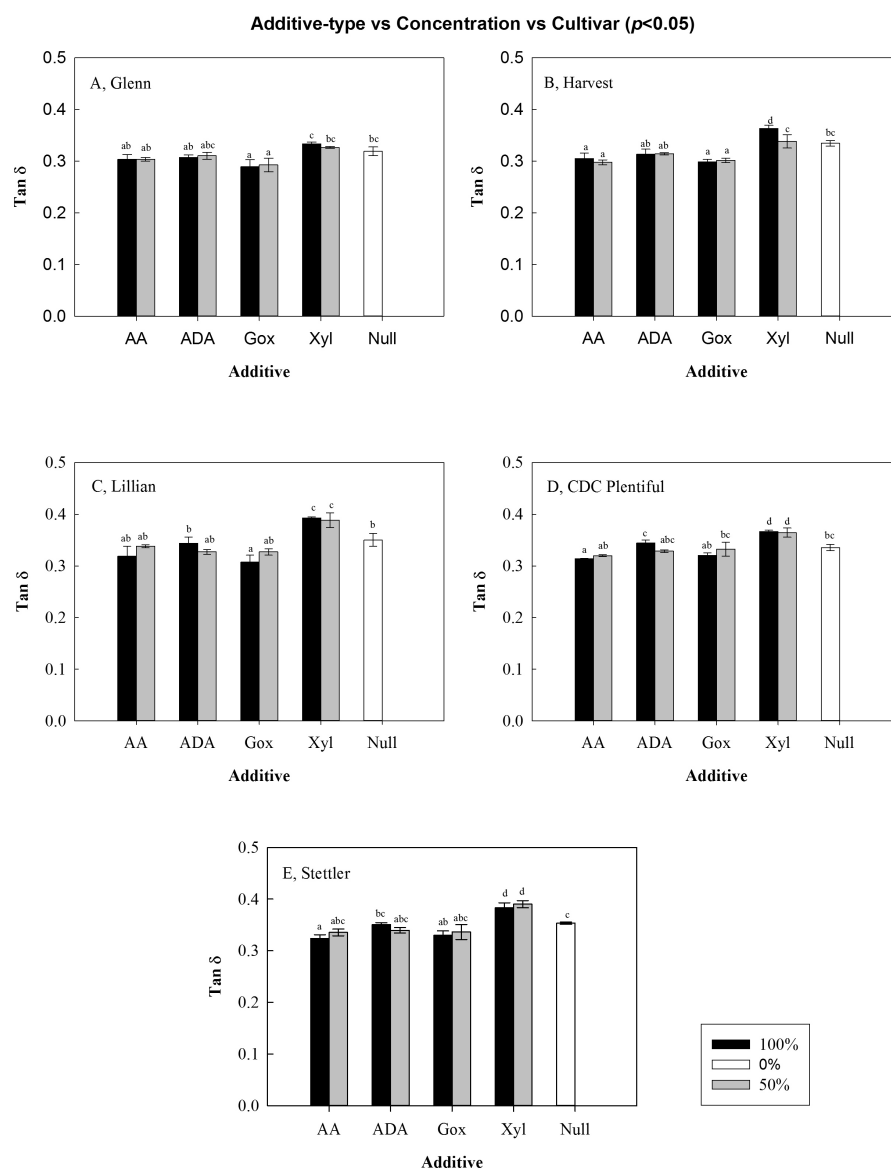 Additive-type vs Concentration vs Cultivar (p<0.05)
A, Glenn
0.5
0.4
0.3
0.2
0.1
0.0
Tan δ
ab ab ab abc a a c bc bc
AA ADA Gox Xyl Null
Additive
B, Harvest
0.5
0.4
0.3
0.2
0.1
0.0
Tan δ
a a ab ab a a d c bc
AA ADA Gox Xyl Null
Additive
C, Lillian
0.5
0.4
0.3
0.2
0.1
0.0
Tan δ
ab ab b ab a ab c c b
AA ADA Gox Xyl Null
Additive
D, CDC Plentiful
0.5
0.4
0.3
0.2
0.1
0.0
Tan δ
a ab c abc ab bc d d bc
AA ADA Gox Xyl Null
Additive
E, Stettler
0.5
0.4
0.3
0.2
0.1
0.0
Tan δ
a abc bc abc ab abc d d c
AA ADA Gox Xyl Null
Additive
100%
0%
50%